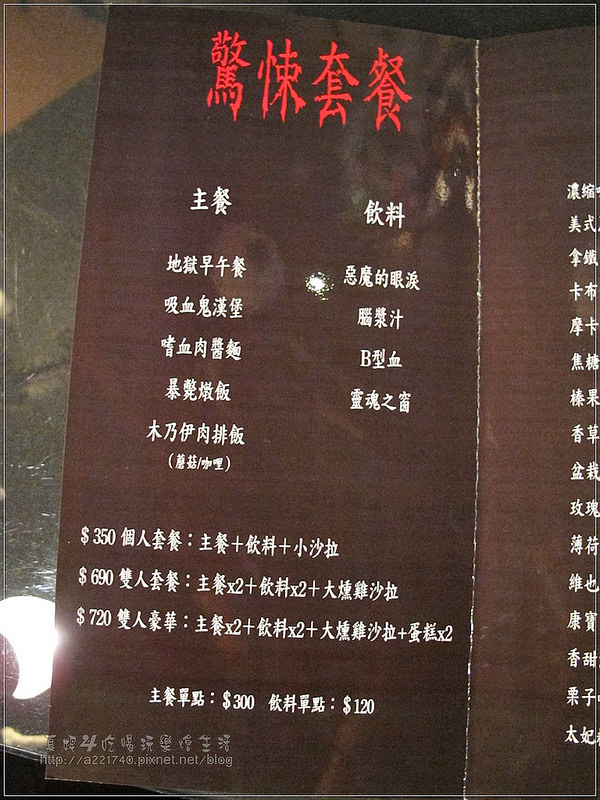 驚悚套餐
主餐
地獄早午餐
吸血鬼漢堡
嗜血肉醬麵
暴斃燉飯
木乃伊肉排飯
(蘑菇/咖哩)
飲料
惡魔的眼淚
腦漿汁
B型血
靈魂之窗
$350 個人套餐：主餐＋飲料＋小沙拉
$690 雙人套餐：主餐x2＋飲料x2＋大燻雞沙拉
$720 雙人豪華：主餐x2＋飲料x2＋大燻雞沙拉+蛋糕x2
主餐單點：$300 飲料單點：$120
濃縮
美式
拿鐵
卡布
摩卡
焦糖
榛果
香草
盆栽
玫瑰
薄荷
維也
康寶
香甜
栗子
太妃
吃喝玩樂 生活
http://a221740.pixnet.net/blog